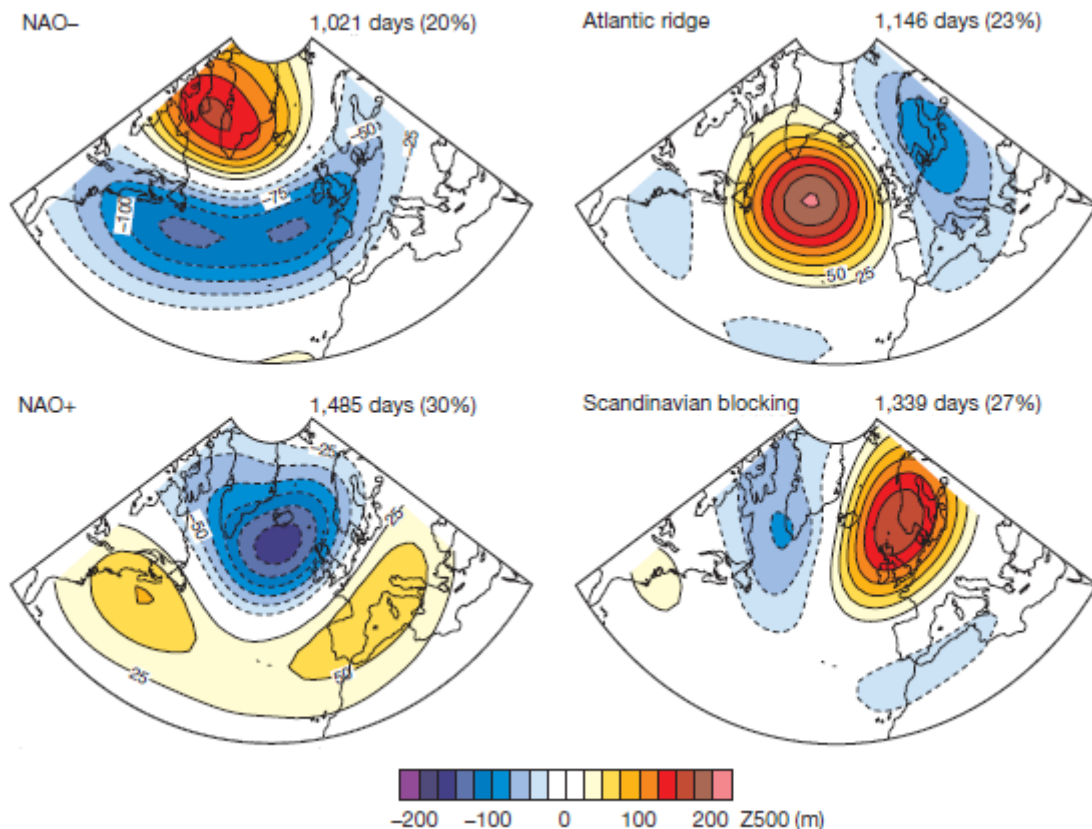 NAO− 1,021 days (20%)
−50
−25
−75
−100
Atlantic ridge 1,146 days (23%)
50 25
NAO+ 1,485 days (30%)
−25
−50
−25
25
50
Scandinavian blocking 1,339 days (27%)
−200 −100 0 100 200 Z500 (m)